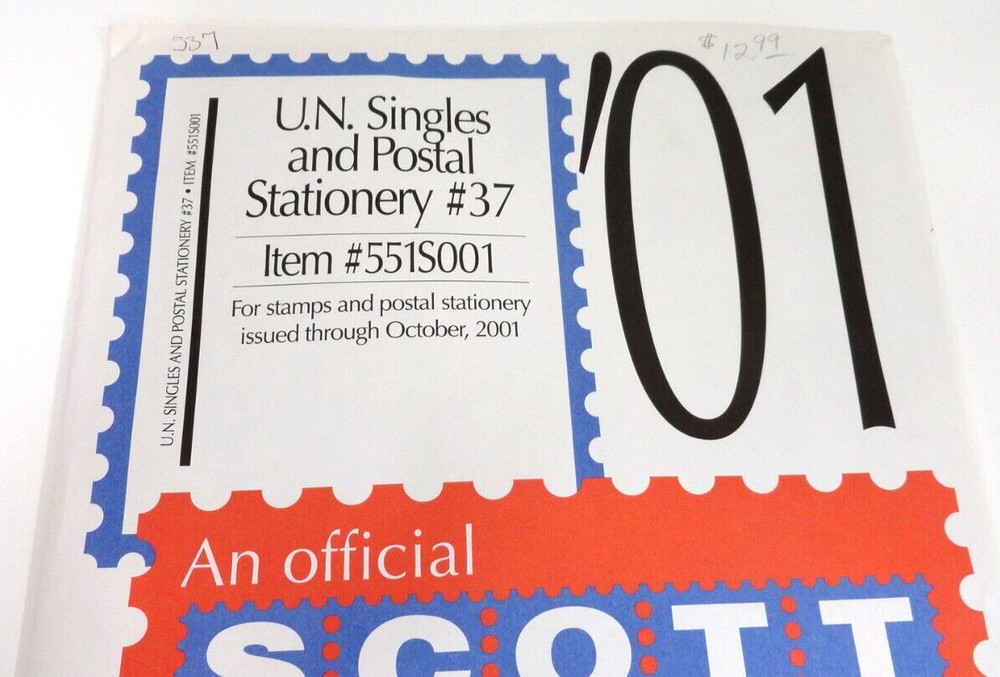 337
$12.99
'01
U.N. SINGLES AND POSTAL STATIONERY #37 • ITEM #551S001
U.N. Singles
and Postal
Stationery #37
Item #551S001
For stamps and postal stationery
issued through October, 2001
An official
SCOTT